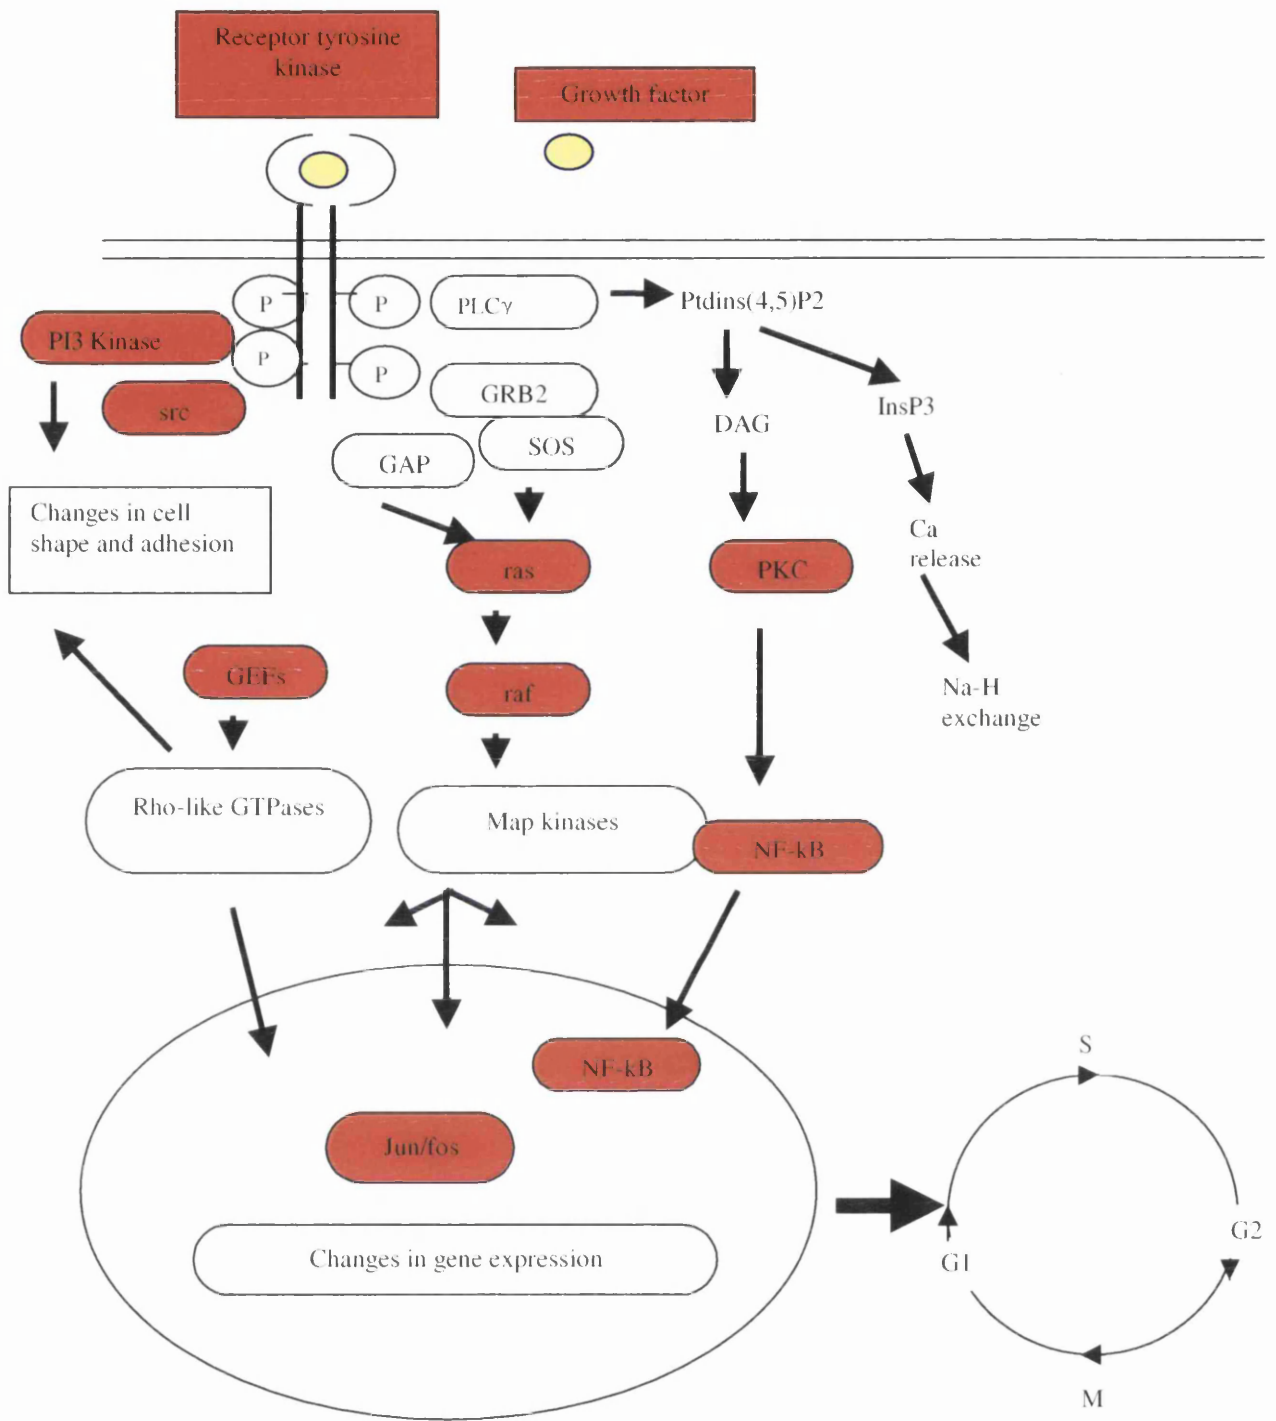 Receptor tyrosine
kinase
Growth factor
P
P
PLCγ
Ptdins(4,5)P2
PI3 Kinase
P
P
src
GRB2
InsP3
DAG
SOS
GAP
Changes in cell
shape and adhesion
Ca
release
ras
PKC
GEFs
raf
Na-H
exchange
Rho-like GTPases
Map kinases
NF-kB
NF-kB
S
Jun/fos
G2
G1
Changes in gene expression
M